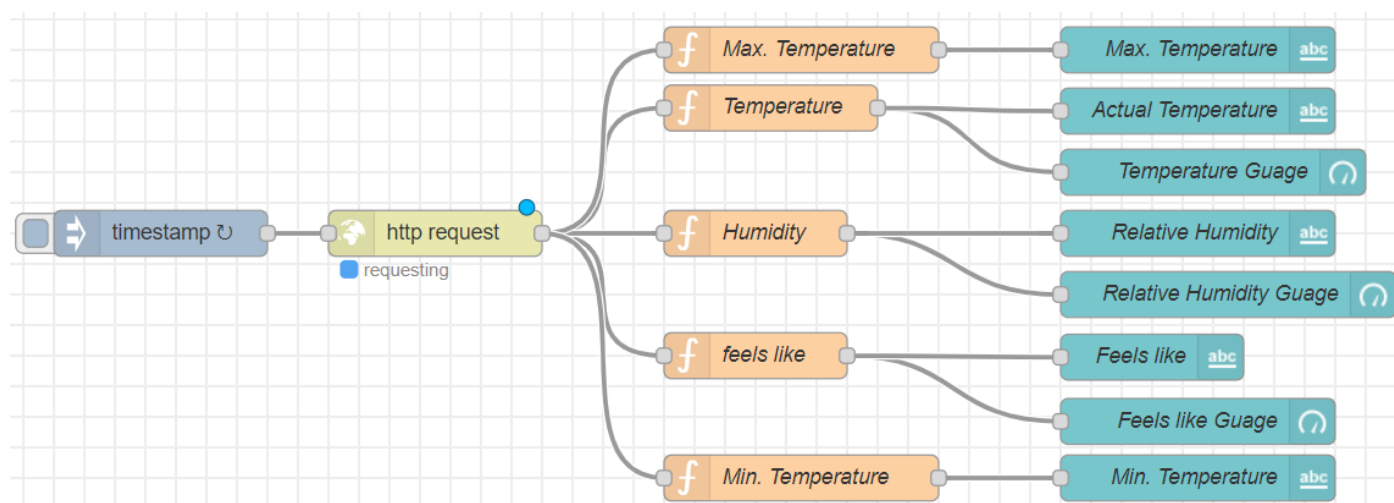 Max. Temperature
Max. Temperature
abc
Temperature
Actual Temperature
abc
Temperature Guage
timestamp ↻
http request
requesting
Humidity
Relative Humidity
abc
Relative Humidity Guage
feels like
Feels like
abc
Feels like Guage
Min. Temperature
Min. Temperature
abc